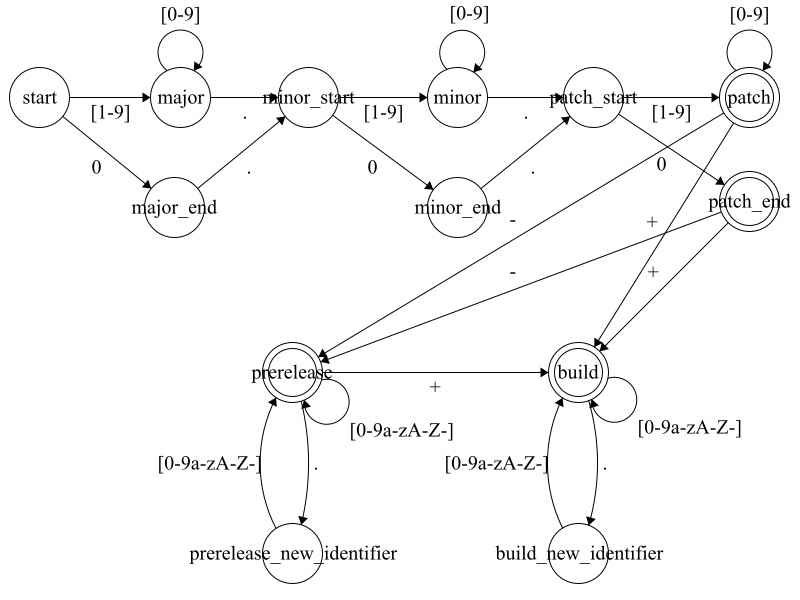 [0-9]
[0-9]
[0-9]
start
major
minor_start
minor
patch_start
patch
[1-9]
.
[1-9]
.
[1-9]
0
.
0
.
0
major_end
minor_end
patch_end
-
+
-
+
prerelease
build
+
[0-9a-zA-Z-]
[0-9a-zA-Z-]
[0-9a-zA-Z-]
.
[0-9a-zA-Z-]
.
prerelease_new_identifier
build_new_identifier